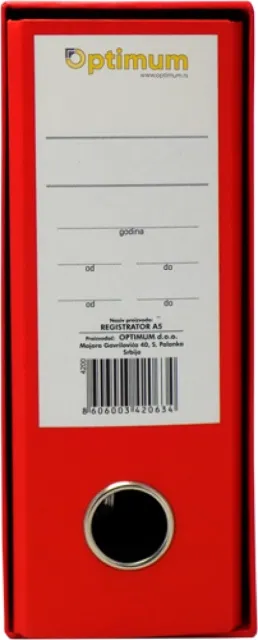 Optimum
www.optimum.rs
godina
od do
od do
Naziv proizvoda:
REGISTRATOR A5
Proizvođač: OPTIMUM d.o.o.
Majora Gavrilovića 40, S. Palanka
Srbija
4200
8606003420634